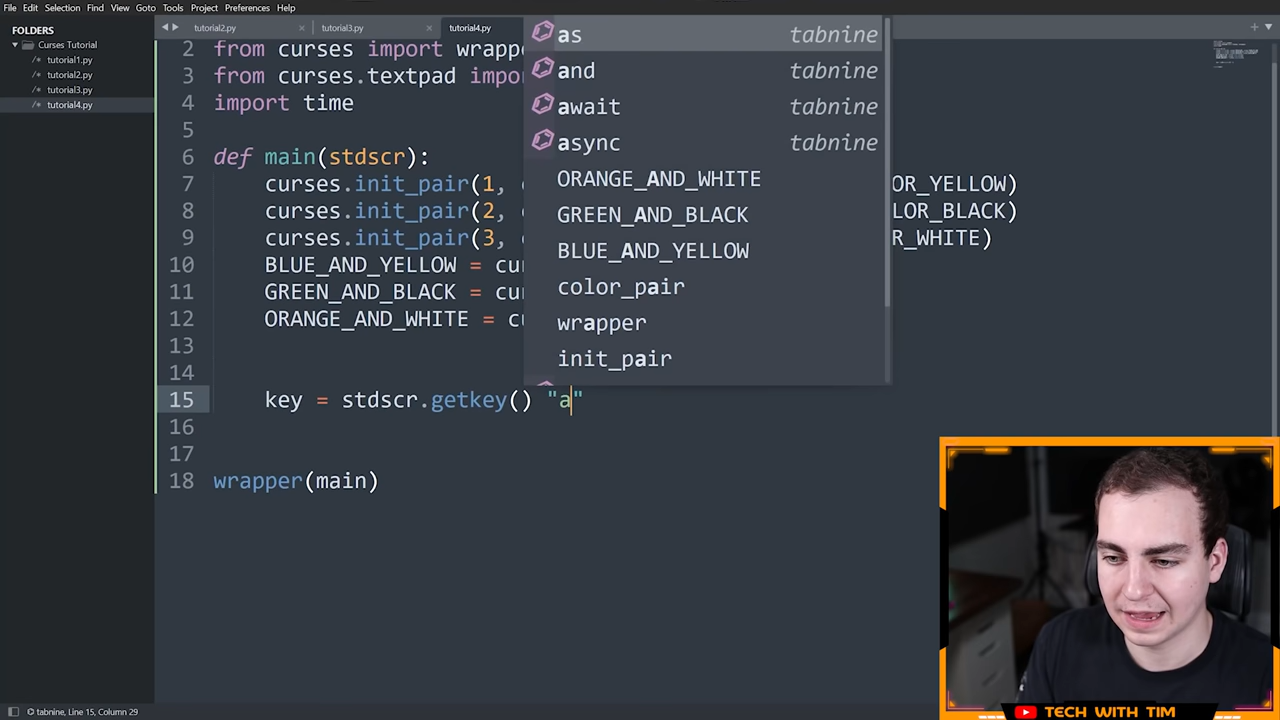 File Edit Selection Find View Goto Tools Project Preferences Help
FOLDERS
Curses Tutorial
tutorial1.py
tutorial2.py
tutorial3.py
tutorial4.py
tutorial2.py × tutorial3.py × tutorial4.py
2 from curses import wrappe
3 from curses.textpad impor
4 import time
5
6 def main(stdscr):
7 curses.init_pair(1, OR_YELLOW)
8 curses.init_pair(2, LOR_BLACK)
9 curses.init_pair(3, R_WHITE)
10 BLUE_AND_YELLOW = cur
11 GREEN_AND_BLACK = cur
12 ORANGE_AND_WHITE = cu
13
14
15 key = stdscr.getkey() "a"
16
17
18 wrapper(main)
as tabnine
and tabnine
await tabnine
async tabnine
ORANGE_AND_WHITE
GREEN_AND_BLACK
BLUE_AND_YELLOW
color_pair
wrapper
init_pair
tabnine, Line 15, Column 29
TECH WITH TIM